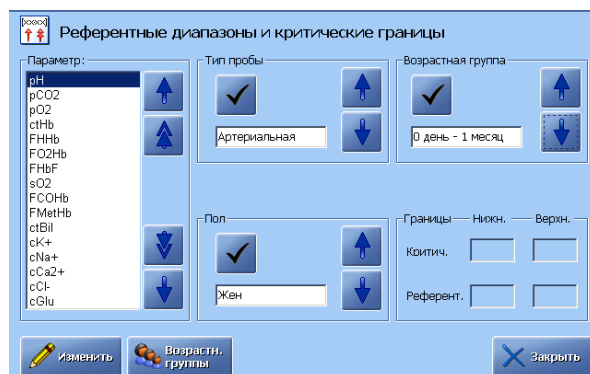 [xxxx]
Референтные диапазоны и критические границы
Параметр:
pH
pCO2
pO2
ctHb
FHHb
FO2Hb
FHbF
sO2
FCOHb
FMetHb
ctBil
cK+
cNa+
cCa2+
cCl-
cGlu
Тип пробы
Артериальная
Возрастная группа
0 день - 1 месяц
Пол
Жен
Границы Нижн. Верхн.
Критич.
Референт.
Изменить
Возрастн.
группы
Закрыть